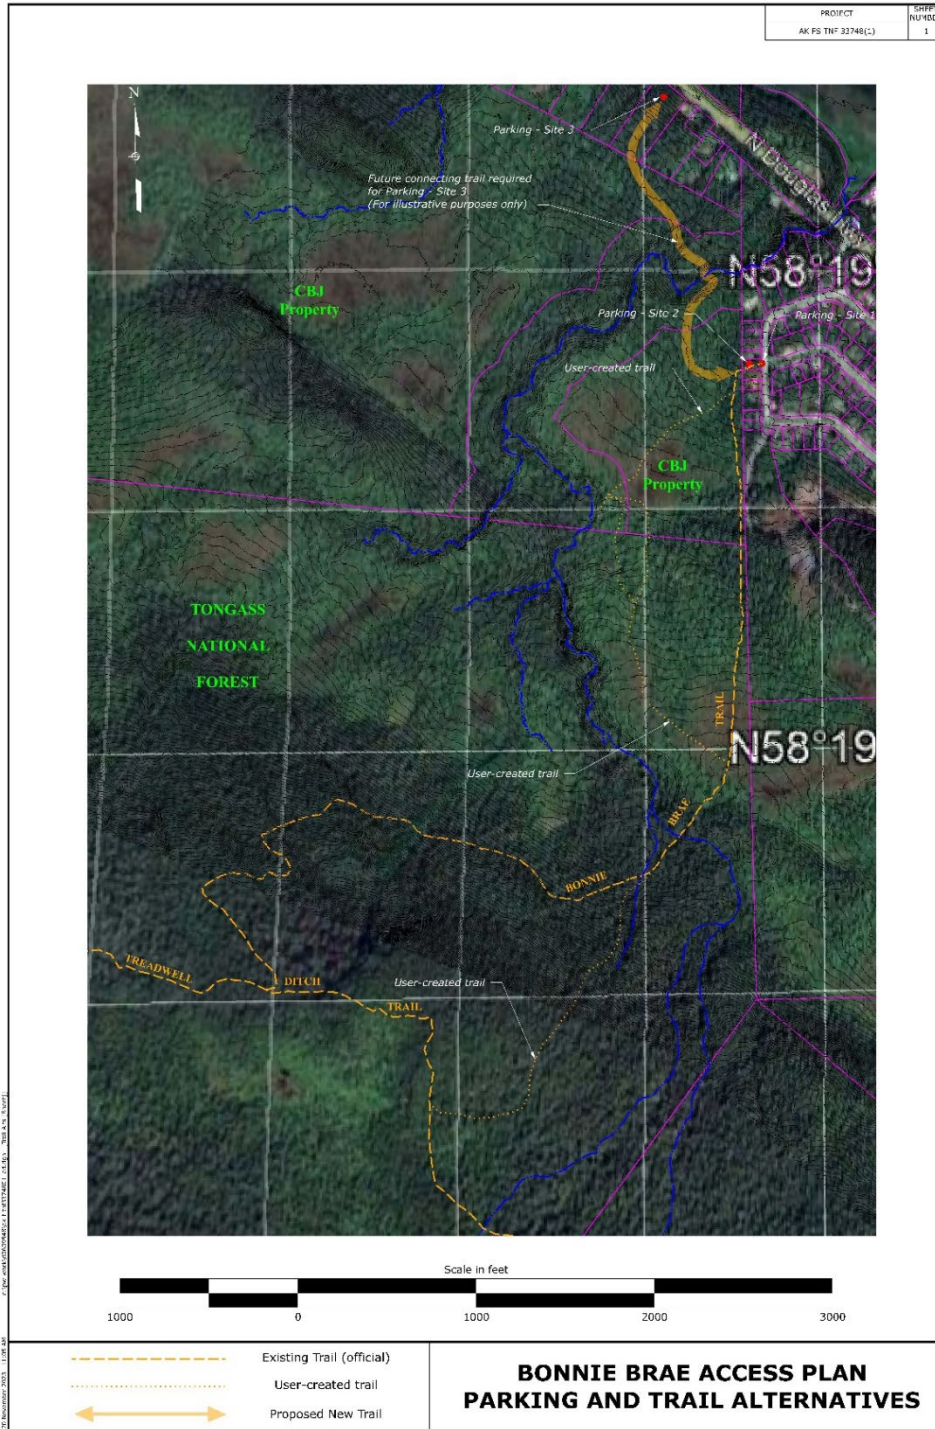 PROJECT
AK FS TNF 33748(1)
1
N
Parking - Site 3
N Douglas
Future connecting trail required
for Parking - Site 3
(For illustrative purposes only)
CBJ
Property
N58°19
Parking - Site 2
Parking - Site 1
User-created trail
CBJ
Property
TONGASS
NATIONAL
FOREST
TRAIL
N58°19
User-created trail
BRAE
BONNIE
TREADWELL
DITCH
User-created trail
TRAIL
Scale in feet
1000 0 1000 2000 3000
Existing Trail (official)
User-created trail
Proposed New Trail
BONNIE BRAE ACCESS PLAN
PARKING AND TRAIL ALTERNATIVES